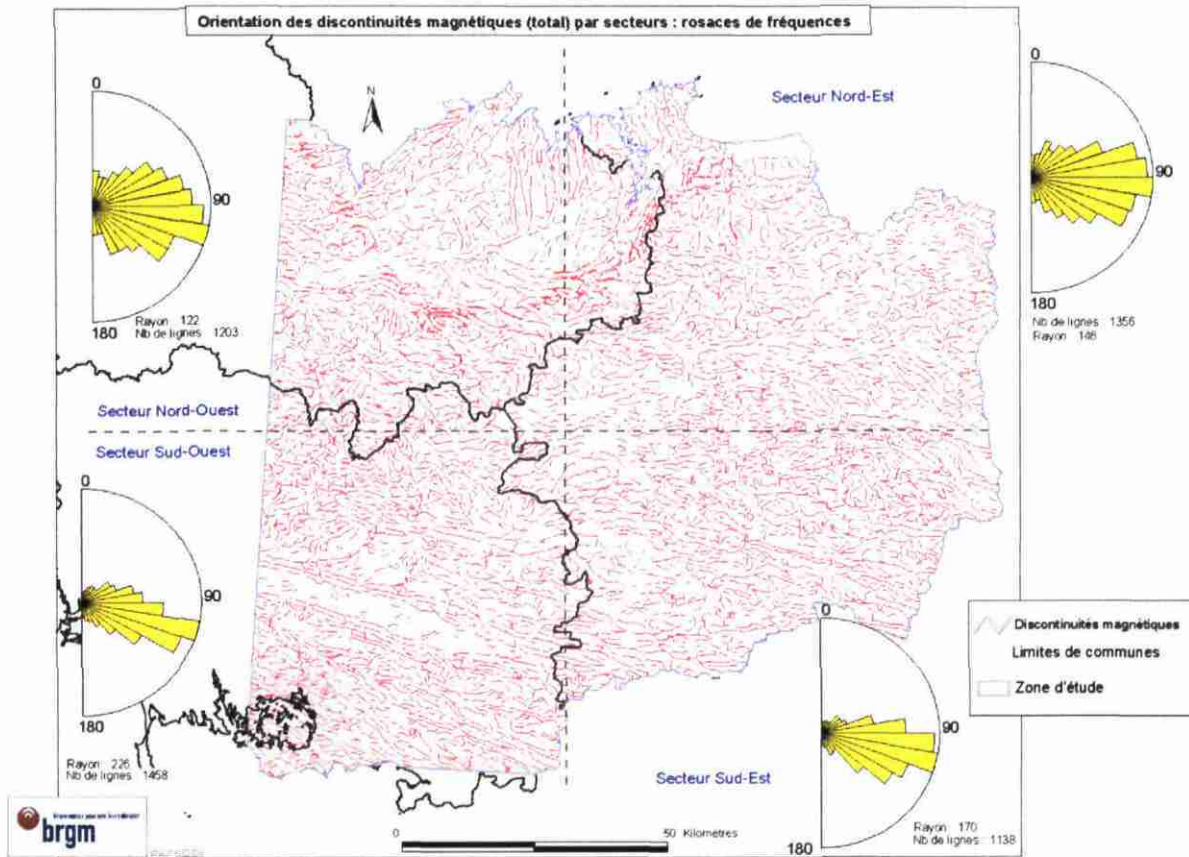 Orientation des discontinuités magnétiques (total) par secteurs : rosaces de fréquences
0
90
180
Rayon 122
Nb de lignes 1203
N
Secteur Nord-Est
0
90
180
Nb de lignes 1356
Rayon 146
Secteur Nord-Ouest
Secteur Sud-Ouest
0
90
180
Rayon 226
Nb de lignes 1458
0
90
180
Rayon 170
Nb de lignes 1138
Discontinuités magnétiques
Limites de communes
Zone d'étude
Secteur Sud-Est
0
50 Kilomètres
brgm